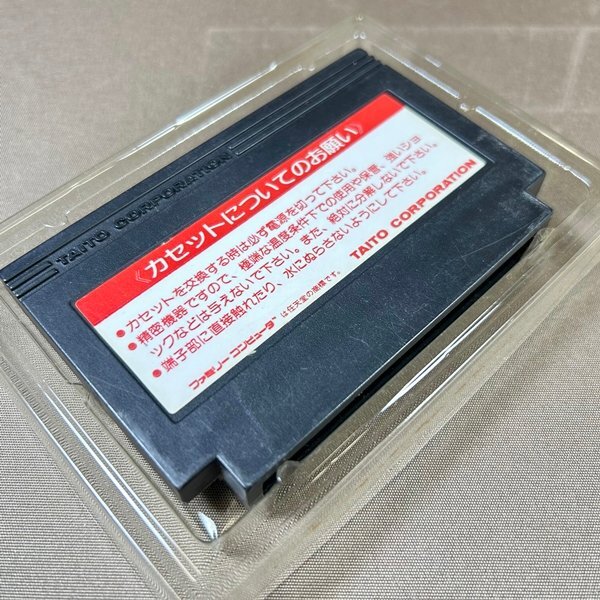 TAITO CORPORATION
《カセットについてのお願い》
●カセットを交換する時は必ず電源を切って下さい。
●精密機器ですので、極端な温度条件下での使用や保管、強いショ
ックなどは与えないで下さい。また、絶対に分解しないで下さい。
●端子部に直接触れたり、水にぬらさないようにして下さい。
TAITO CORPORATION
ファミリーコンピュータ™は任天堂の商標です。